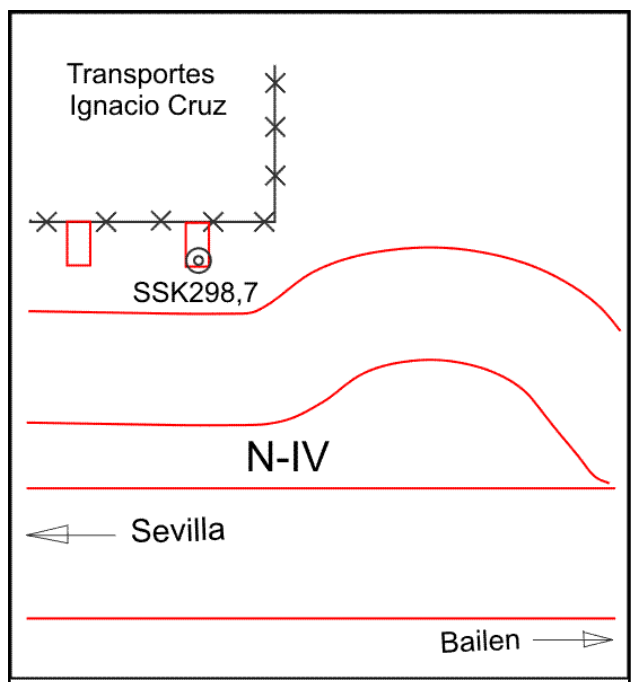 Transportes
Ignacio Cruz
SSK298,7
N-IV
Sevilla
Bailen